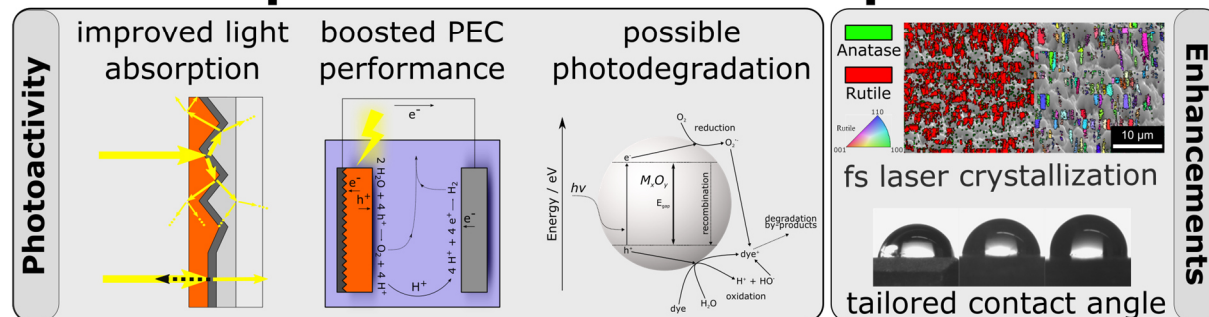 Photoactivity
improved light
absorption
boosted PEC
performance
e⁻
e⁻
h⁺
2 H₂O + 4 h⁺ → O₂ + 4 H⁺
H⁺
4 H⁺ + 4 e⁻ → H₂
e⁻
possible
photodegradation
Energy / eV
hν
O₂
reduction
O₂˙⁻
e⁻
MₓOᵧ
E gap
recombination
h⁺
degradation
by-products
dye⁺
H⁺ + HO˙
oxidation
H₂O
dye
Anatase
Rutile
Rutile
110
001
100
10 µm
fs laser crystallization
tailored contact angle
Enhancements